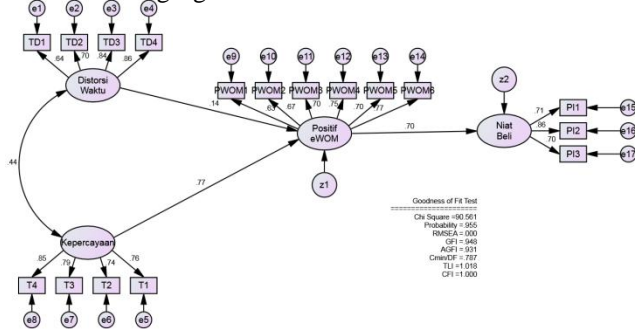 e1 e2 e3 e4
TD1 TD2 TD3 TD4
.64 .70 .84 .86
Distorsi
Waktu
e9 e10 e11 e12 e13 e14
PWOM1 PWOM2 PWOM3 PWOM4 PWOM5 PWOM6
.14 .63 .67 .70 .75 .70 .77
Positif
eWOM
z1
.70
z2
Niat
Beli
.71 PI1 e15
.86 PI2 e16
.70 PI3 e17
.44
.77
Kepercayaan
.85 .79 .74 .76
T4 T3 T2 T1
e8 e7 e6 e5
Goodness of Fit Test
=====================
Chi Square =90.561
Probability =.955
RMSEA =.000
GFI =.948
AGFI =.931
Cmin/DF =.787
TLI =1.018
CFI =1.000